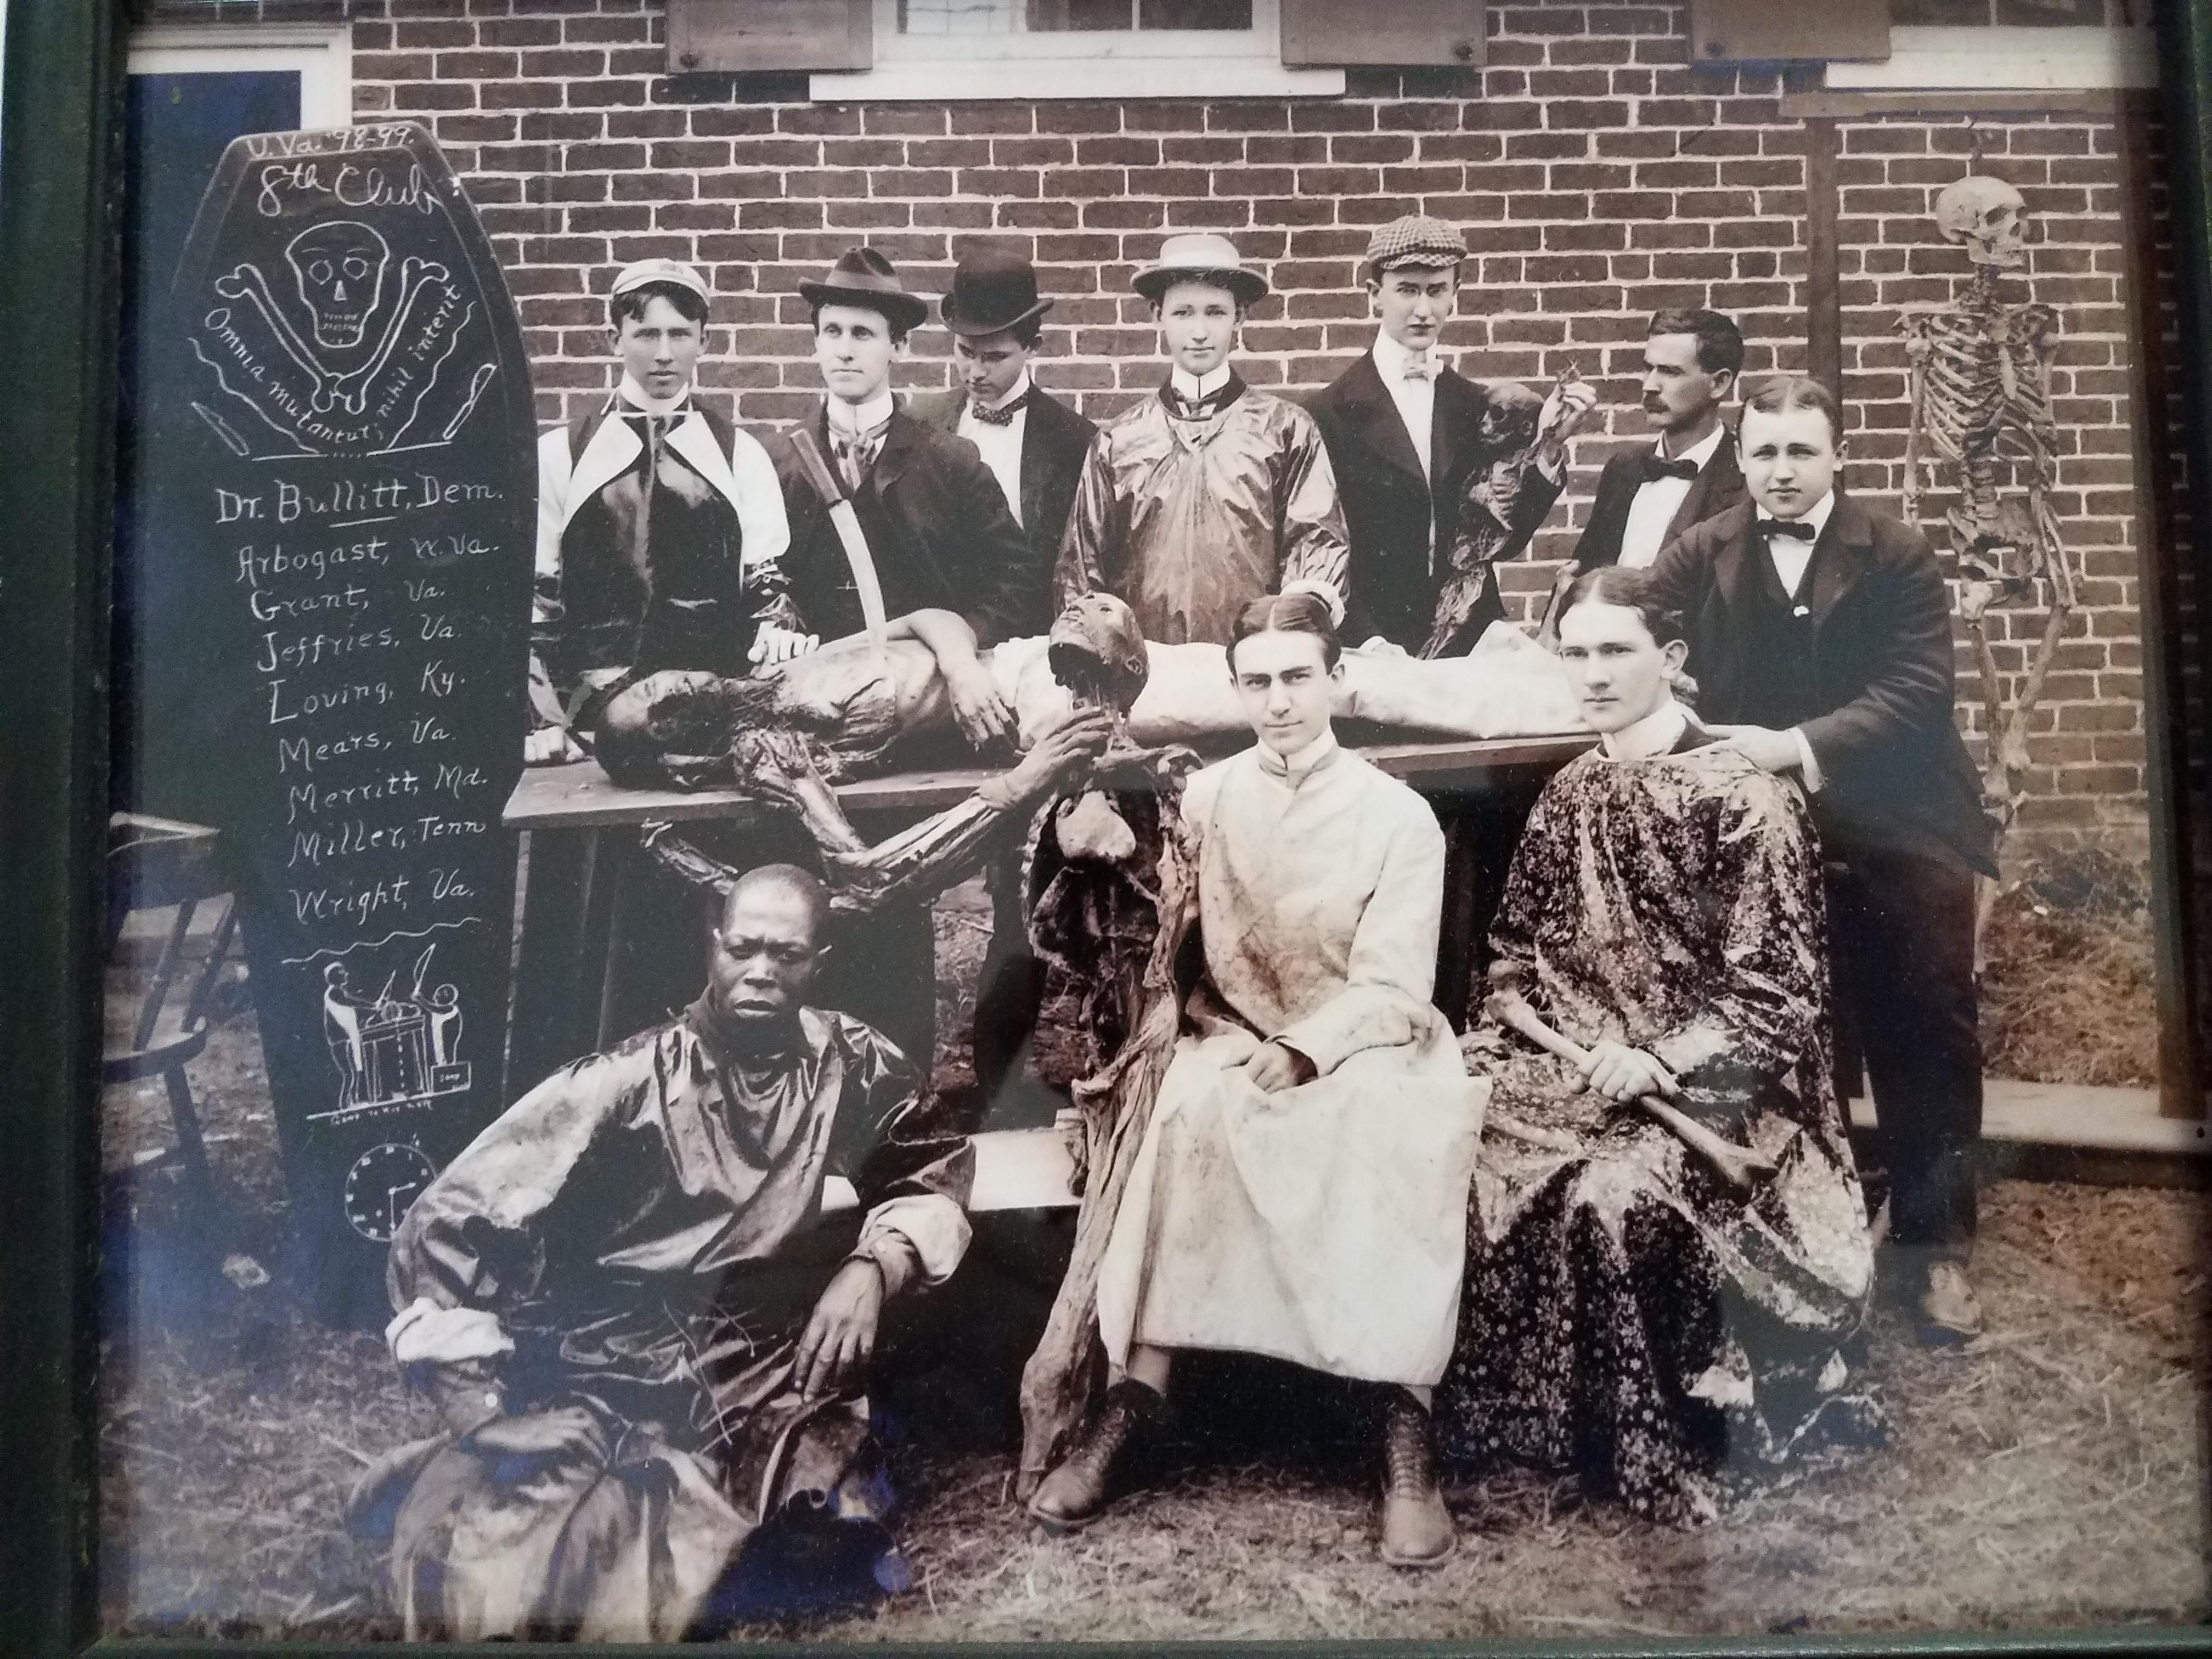 U. Va. '98-99.
8th Club
Omnia mutantur; nihil interit
Dr. Bullitt, Dem.
Arbogast, W. Va.
Grant, Va.
Jeffries, Va.
Loving, Ky.
Mears, Va.
Merritt, Md.
Miller, Tenn
Wright, Va.